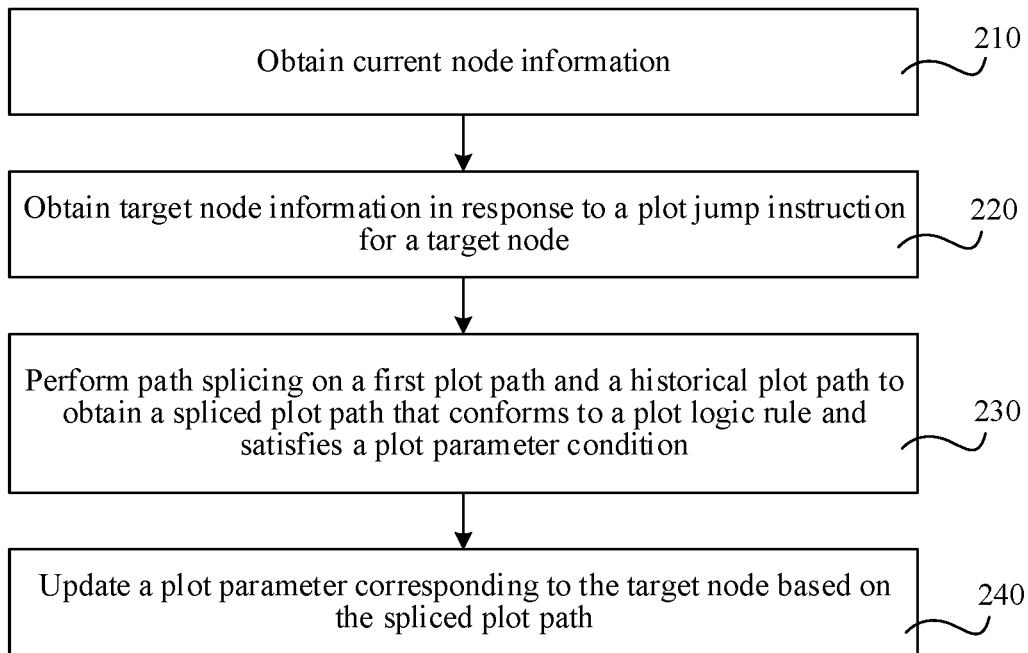 Obtain current node information
210
Obtain target node information in response to a plot jump instruction
for a target node
220
Perform path splicing on a first plot path and a historical plot path to
obtain a spliced plot path that conforms to a plot logic rule and
satisfies a plot parameter condition
230
Update a plot parameter corresponding to the target node based on
the spliced plot path
240